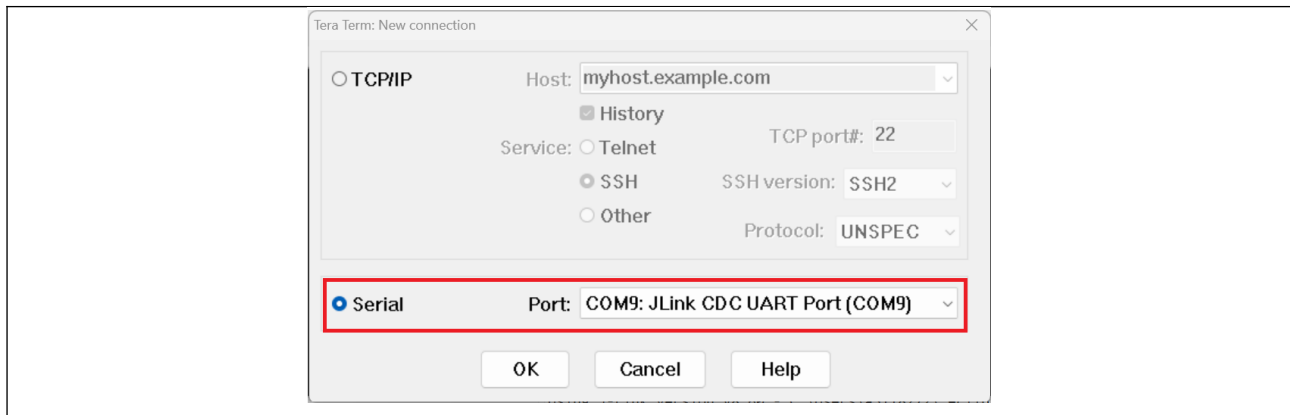 Tera Term: New connection
TCP/IP Host: myhost.example.com
History
Service: Telnet TCP port#: 22
SSH SSH version: SSH2
Other Protocol: UNSPEC
Serial Port: COM9: JLink CDC UART Port (COM9)
OK Cancel Help